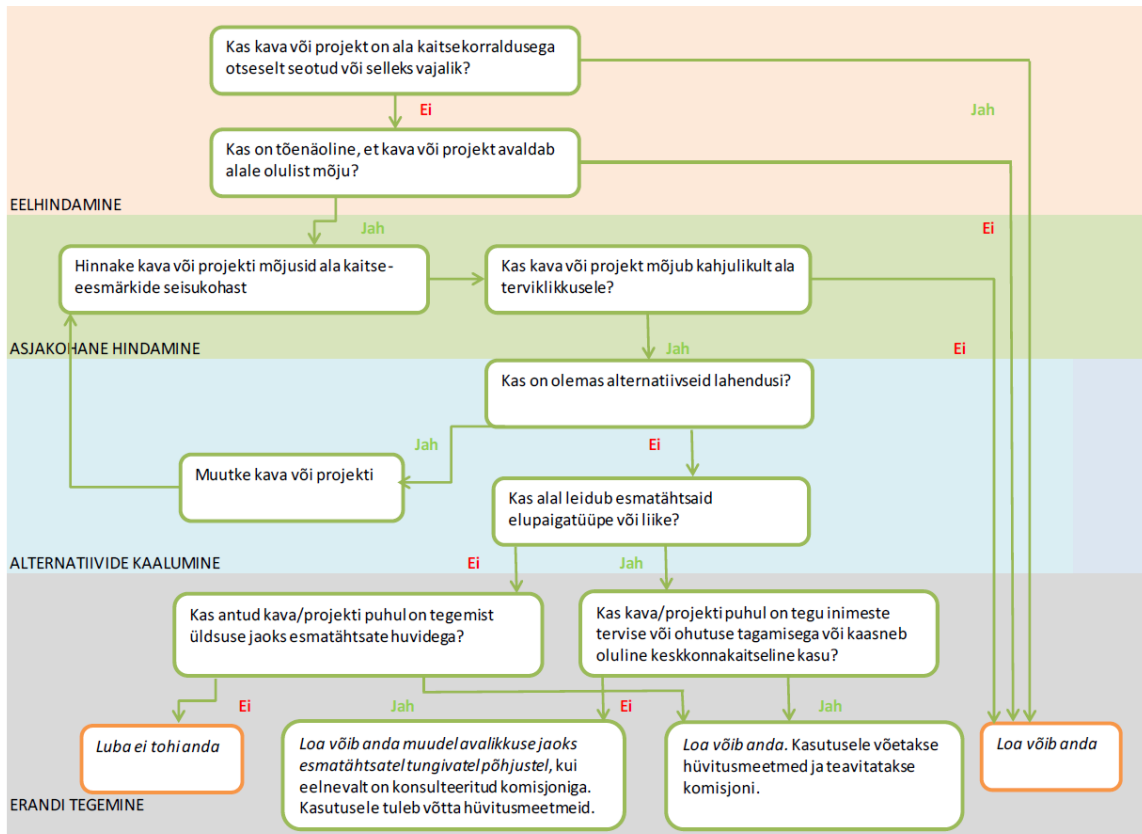 Kas kava või projekt on ala kaitsekorraldusega
otseselt seotud või selleks vajalik?
Ei
Jah
Kas on tõenäoline, et kava või projekt avaldab
alale olulist mõju?
EELHINDAMINE
Jah
Ei
Hinnake kava või projekti mõjusid ala kaitse-
eesmärkide seisukohast
Kas kava või projekt mõjub kahjulikult ala
terviklikkusele?
ASJAKOHANE HINDAMINE
Jah
Ei
Kas on olemas alternatiivseid lahendusi?
Jah
Ei
Muutke kava või projekti
Kas alal leidub esmatähtsaid
elupaigatüüpe või liike?
ALTERNATIIVIDE KAALUMINE
Ei
Jah
Kas antud kava/projekti puhul on tegemist
üldsuse jaoks esmatähtsate huvidega?
Kas kava/projekti puhul on tegu inimeste
tervise või ohutuse tagamisega või kaasneb
oluline keskkonnakaitseline kasu?
Ei
Jah
Ei
Jah
Luba ei tohi anda
Loa võib anda muudel avalikkuse jaoks
esmatähtsatel tungivatel põhjustel, kui
eelnevalt on konsulteeritud komisjoniga.
Kasutusele tuleb võtta hüvitusmeetmeid.
Loa võib anda. Kasutusele võetakse
hüvitusmeetmed ja teavitatakse
komisjoni.
Loa võib anda
ERANDI TEGEMINE